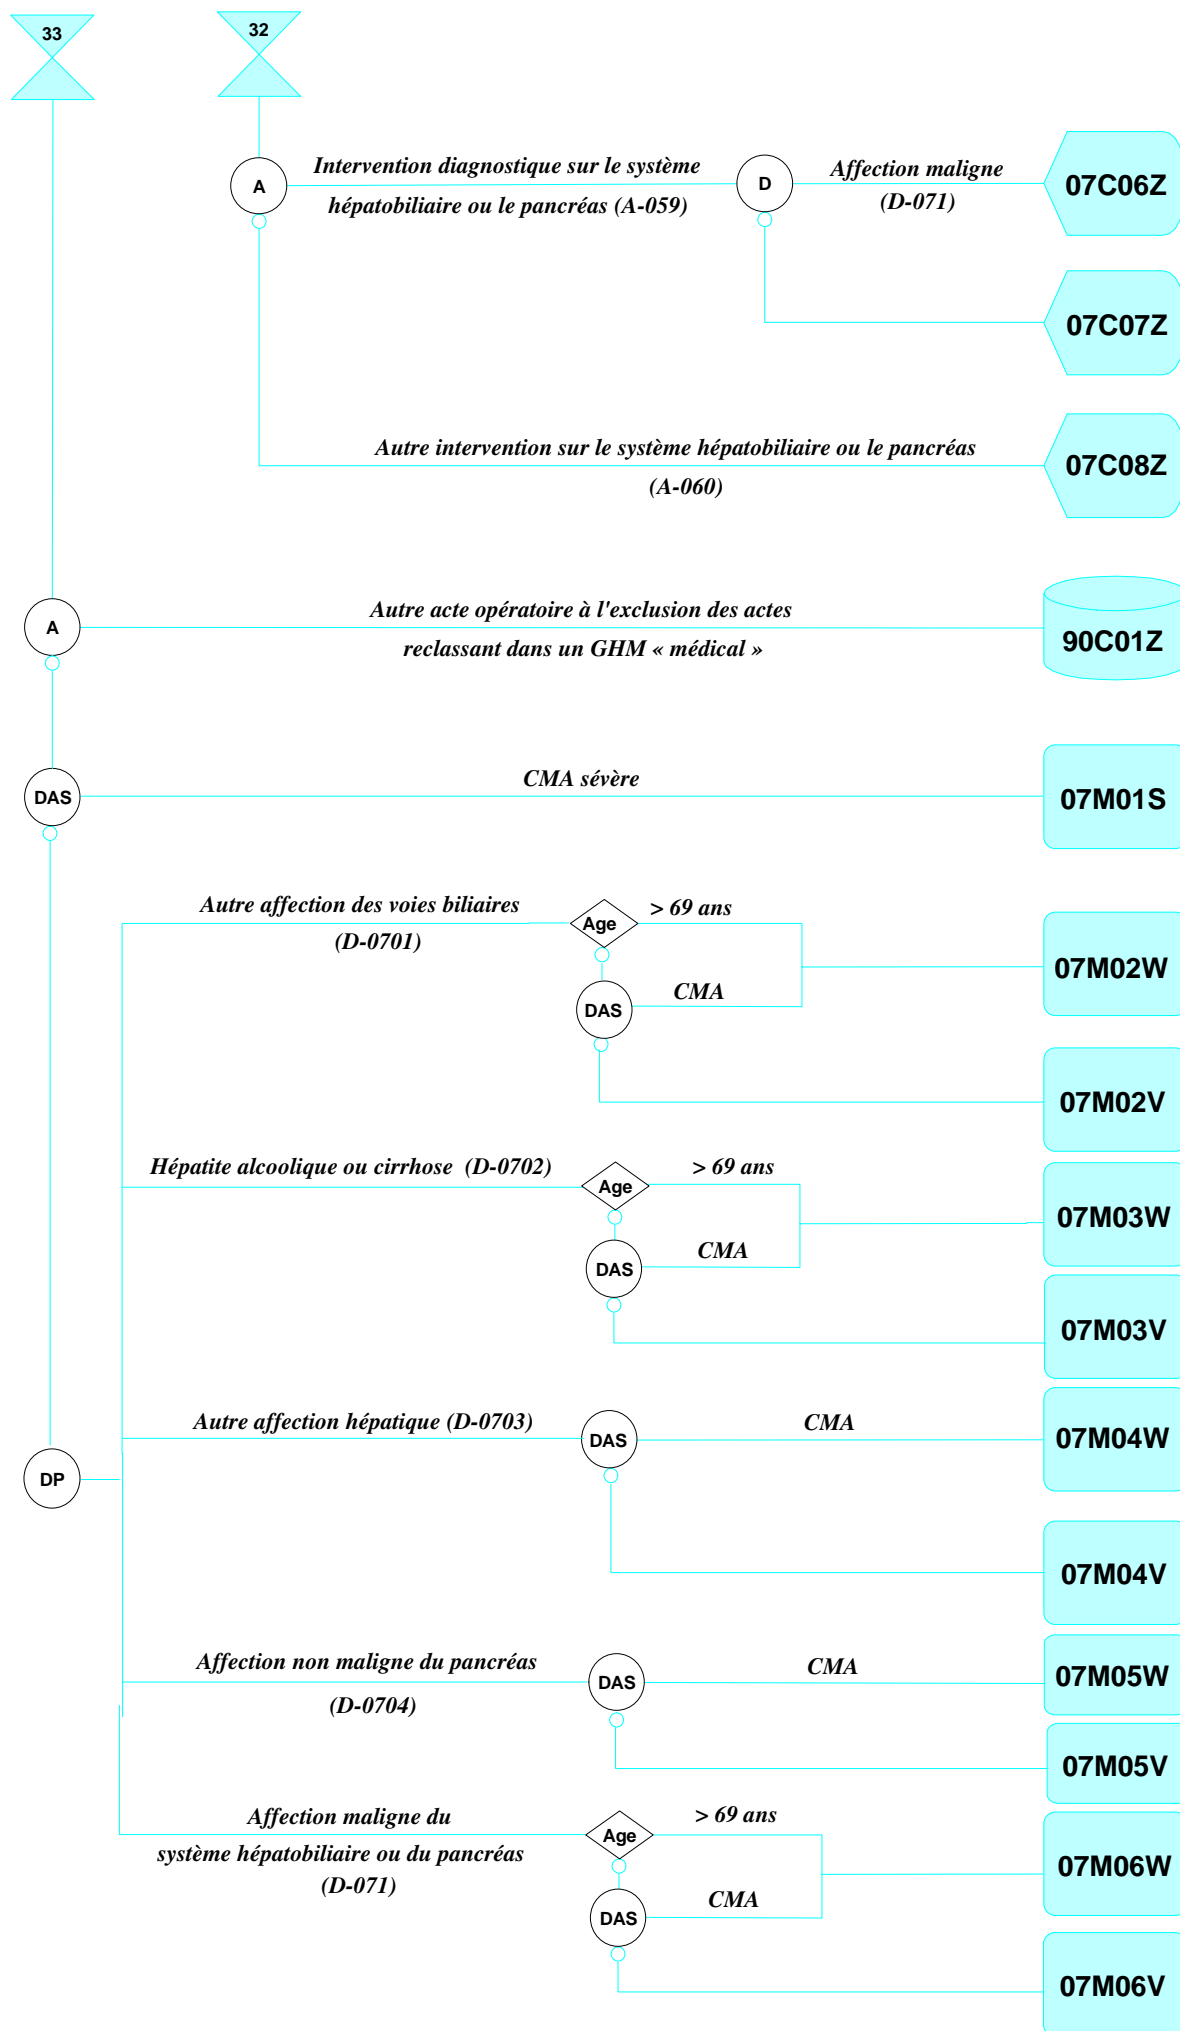 33
32
A
Intervention diagnostique sur le système
hépatobiliaire ou le pancréas (A-059)
D
Affection maligne
(D-071)
07C06Z
07C07Z
Autre intervention sur le système hépatobiliaire ou le pancréas
(A-060)
07C08Z
A
Autre acte opératoire à l'exclusion des actes
reclassant dans un GHM « médical »
90C01Z
DAS
CMA sévère
07M01S
Autre affection des voies biliaires
(D-0701)
Age
> 69 ans
DAS
CMA
07M02W
07M02V
Hépatite alcoolique ou cirrhose (D-0702)
Age
> 69 ans
DAS
CMA
07M03W
07M03V
DP
Autre affection hépatique (D-0703)
DAS
CMA
07M04W
07M04V
Affection non maligne du pancréas
(D-0704)
DAS
CMA
07M05W
07M05V
Affection maligne du
système hépatobiliaire ou du pancréas
(D-071)
Age
> 69 ans
DAS
CMA
07M06W
07M06V